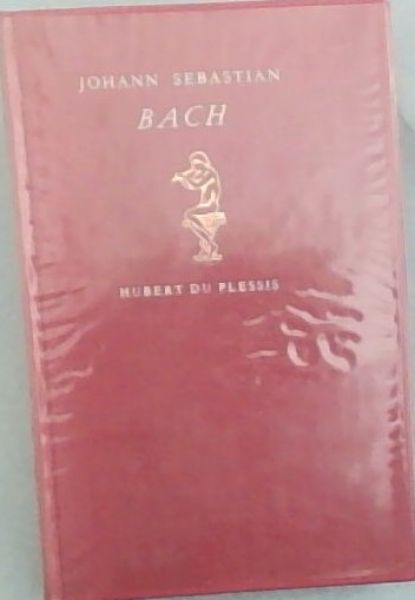 JOHANN SEBASTIAN
BACH
HUBERT DU PLESSIS